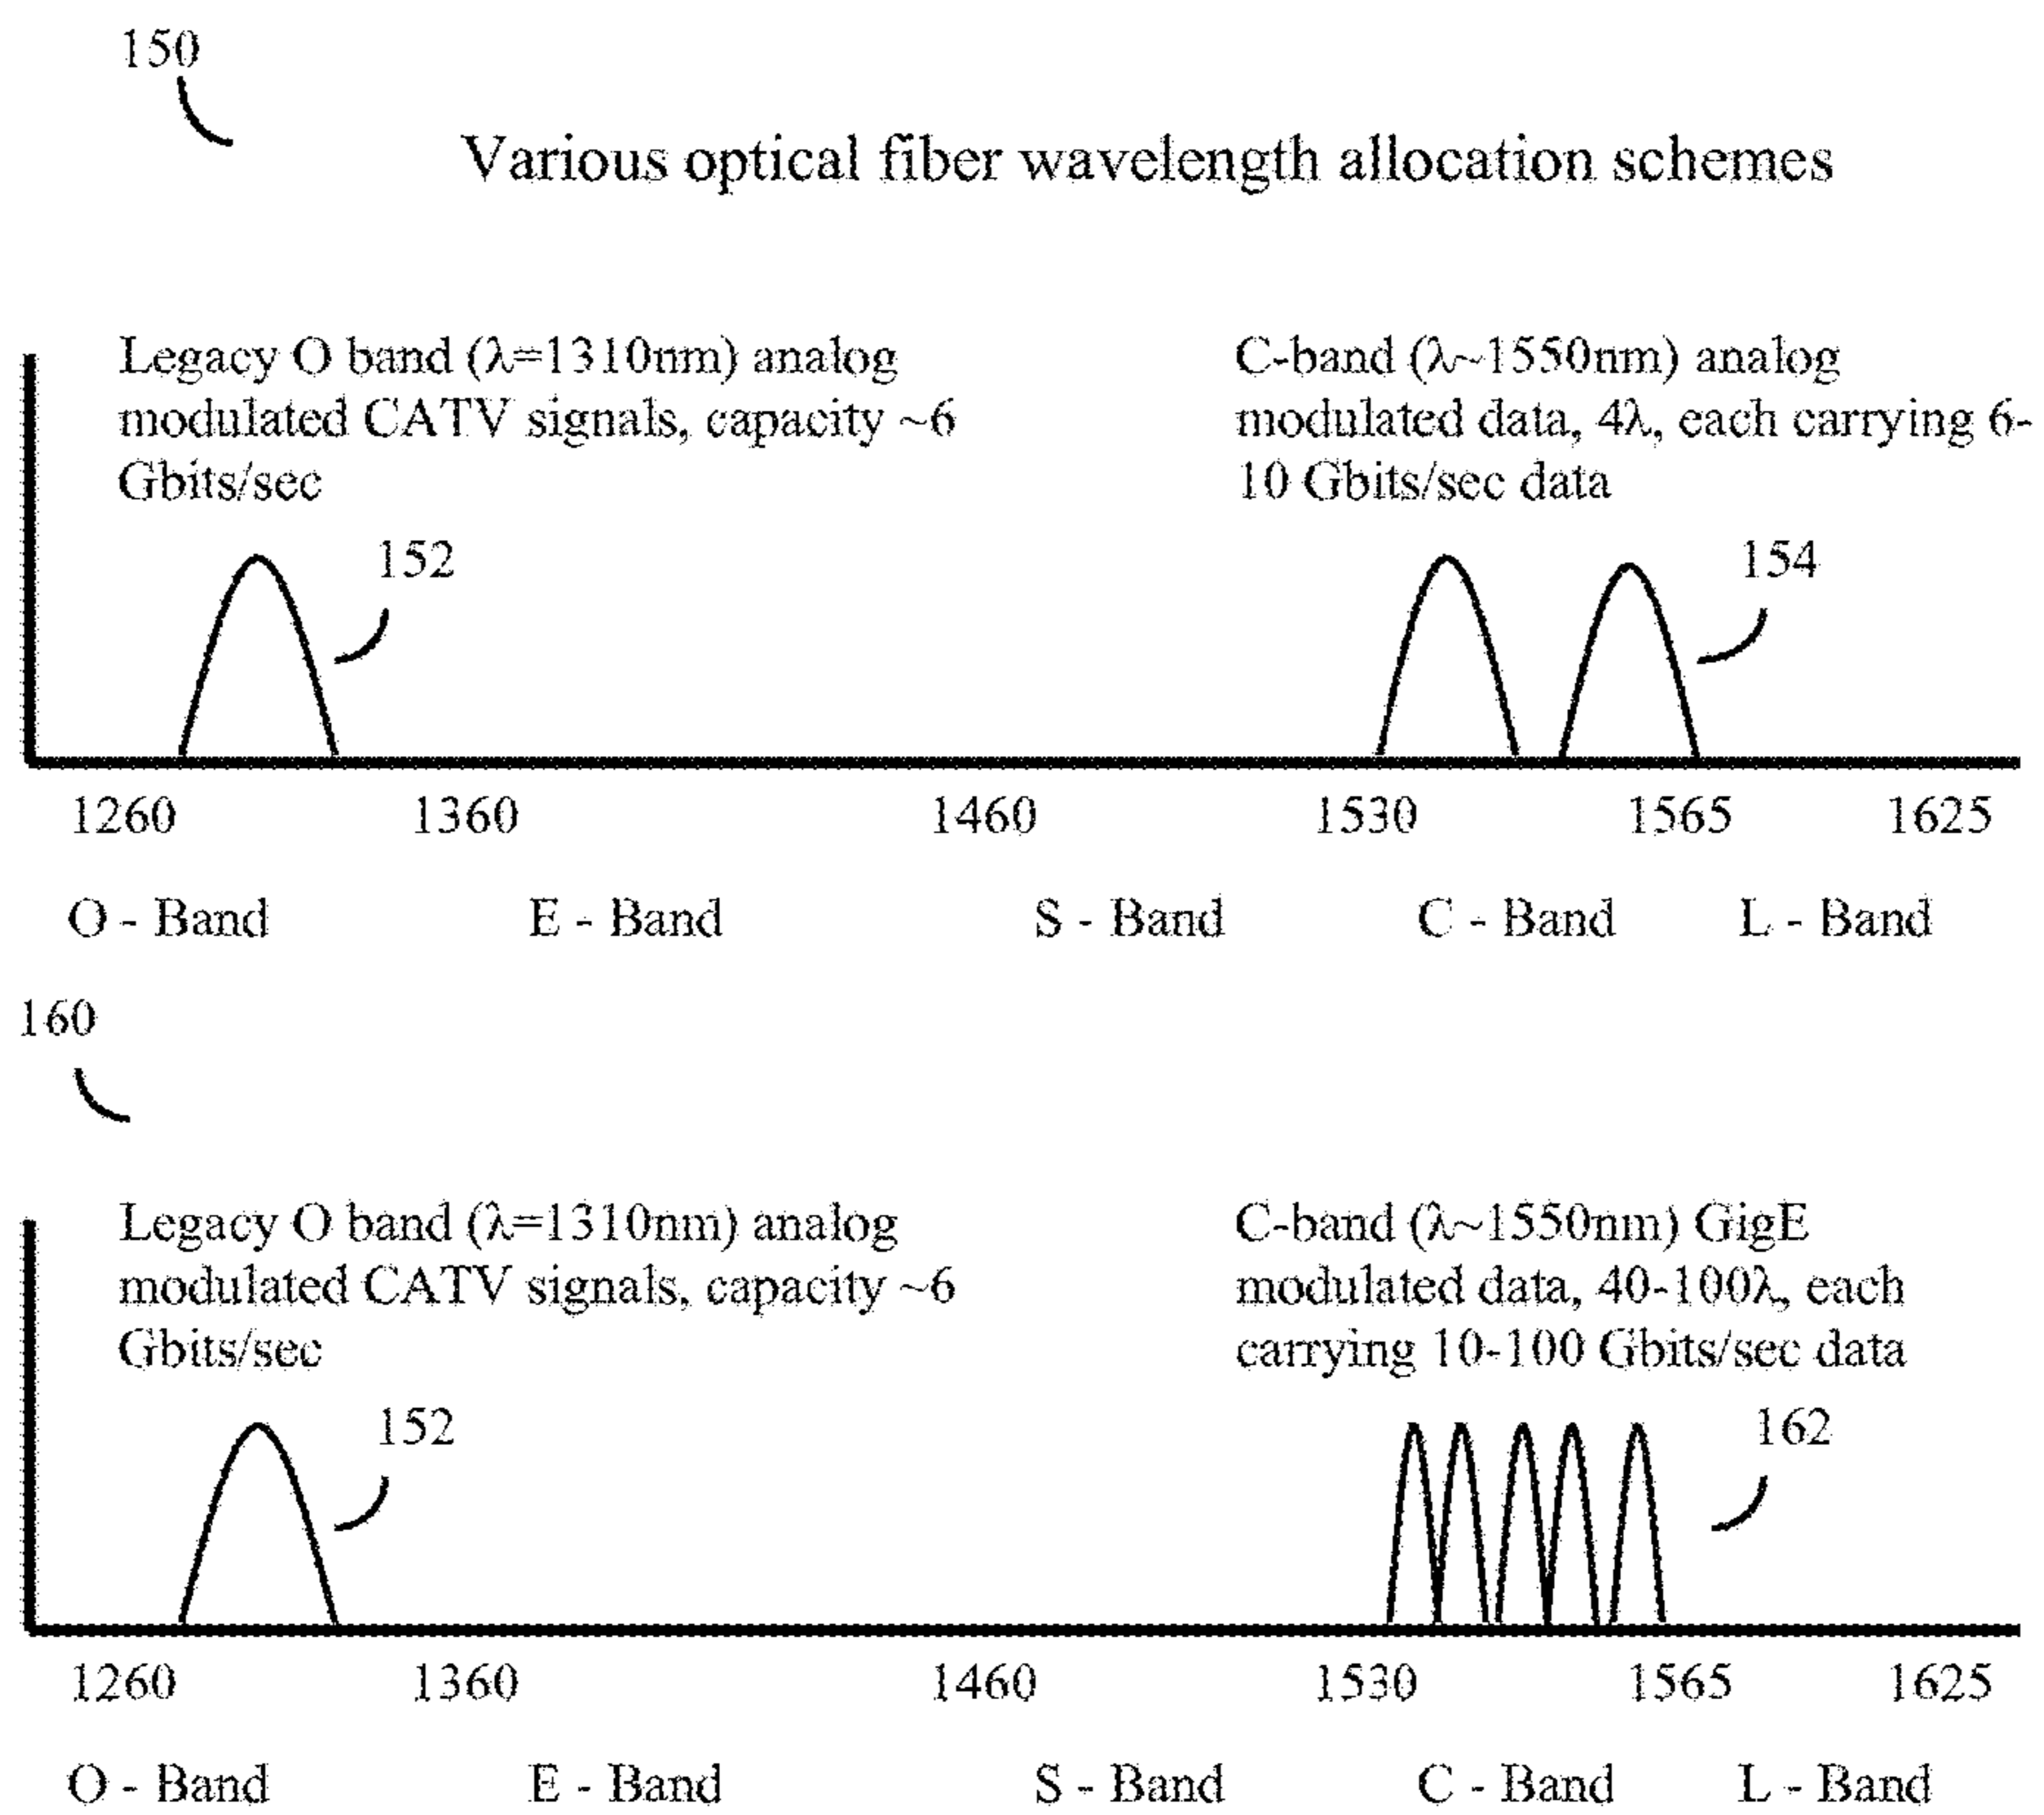 150
Various optical fiber wavelength allocation schemes
Legacy O band (λ=1310nm) analog
modulated CATV signals, capacity ~6
Gbits/sec
C-band (λ~1550nm) analog
modulated data, 4λ, each carrying 6-
10 Gbits/sec data
152
154
1260 1360 1460 1530 1565 1625
O - Band E - Band S - Band C - Band L - Band
160
Legacy O band (λ=1310nm) analog
modulated CATV signals, capacity ~6
Gbits/sec
C-band (λ~1550nm) GigE
modulated data, 40-100λ, each
carrying 10-100 Gbits/sec data
152
162
1260 1360 1460 1530 1565 1625
O - Band E - Band S - Band C - Band L - Band